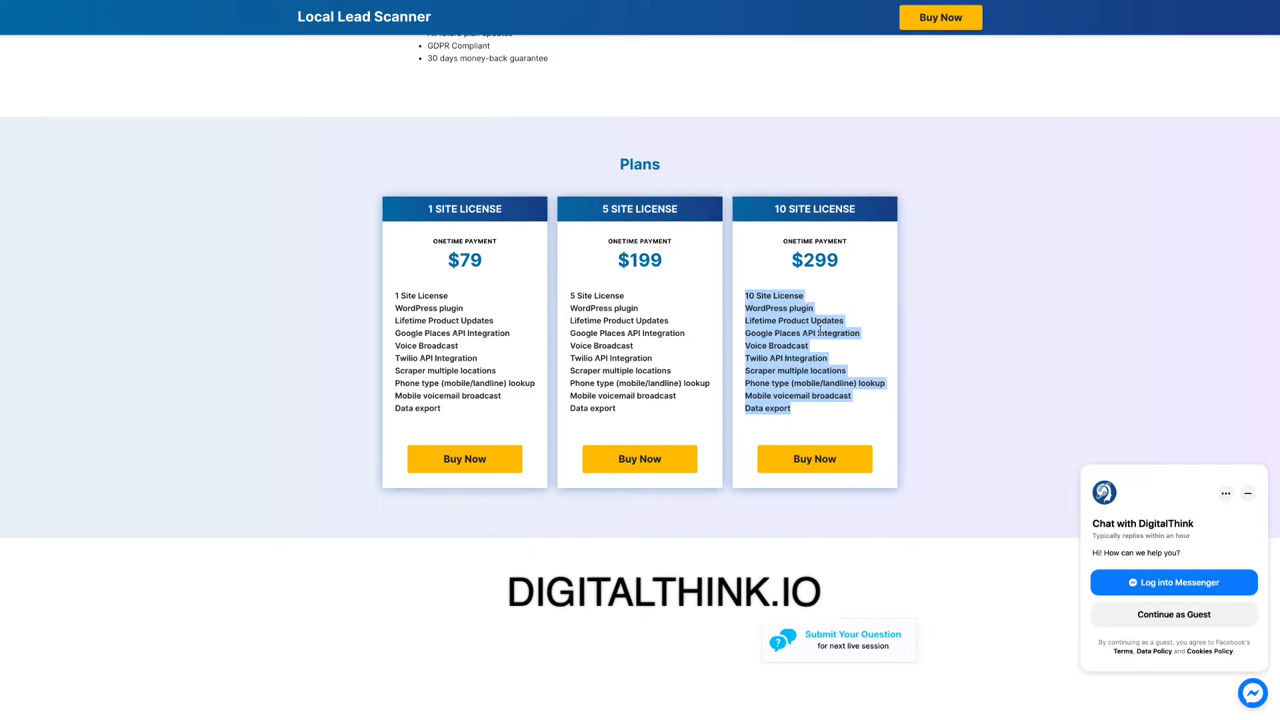 Local Lead Scanner
Buy Now
GDPR Compliant
30 days money-back guarantee
Plans
1 SITE LICENSE
ONETIME PAYMENT
$79
1 Site License
WordPress plugin
Lifetime Product Updates
Google Places API Integration
Voice Broadcast
Twilio API Integration
Scraper multiple locations
Phone type (mobile/landline) lookup
Mobile voicemail broadcast
Data export
Buy Now
5 SITE LICENSE
ONETIME PAYMENT
$199
5 Site License
WordPress plugin
Lifetime Product Updates
Google Places API Integration
Voice Broadcast
Twilio API Integration
Scraper multiple locations
Phone type (mobile/landline) lookup
Mobile voicemail broadcast
Data export
Buy Now
10 SITE LICENSE
ONETIME PAYMENT
$299
10 Site License
WordPress plugin
Lifetime Product Updates
Google Places API Integration
Voice Broadcast
Twilio API Integration
Scraper multiple locations
Phone type (mobile/landline) lookup
Mobile voicemail broadcast
Data export
Buy Now
DIGITALTHINK.IO
Submit Your Question
for next live session
Chat with DigitalThink
Typically replies within an hour
Hi! How can we help you?
Log into Messenger
Continue as Guest
By continuing as a guest, you agree to Facebook's
Terms, Data Policy and Cookies Policy.